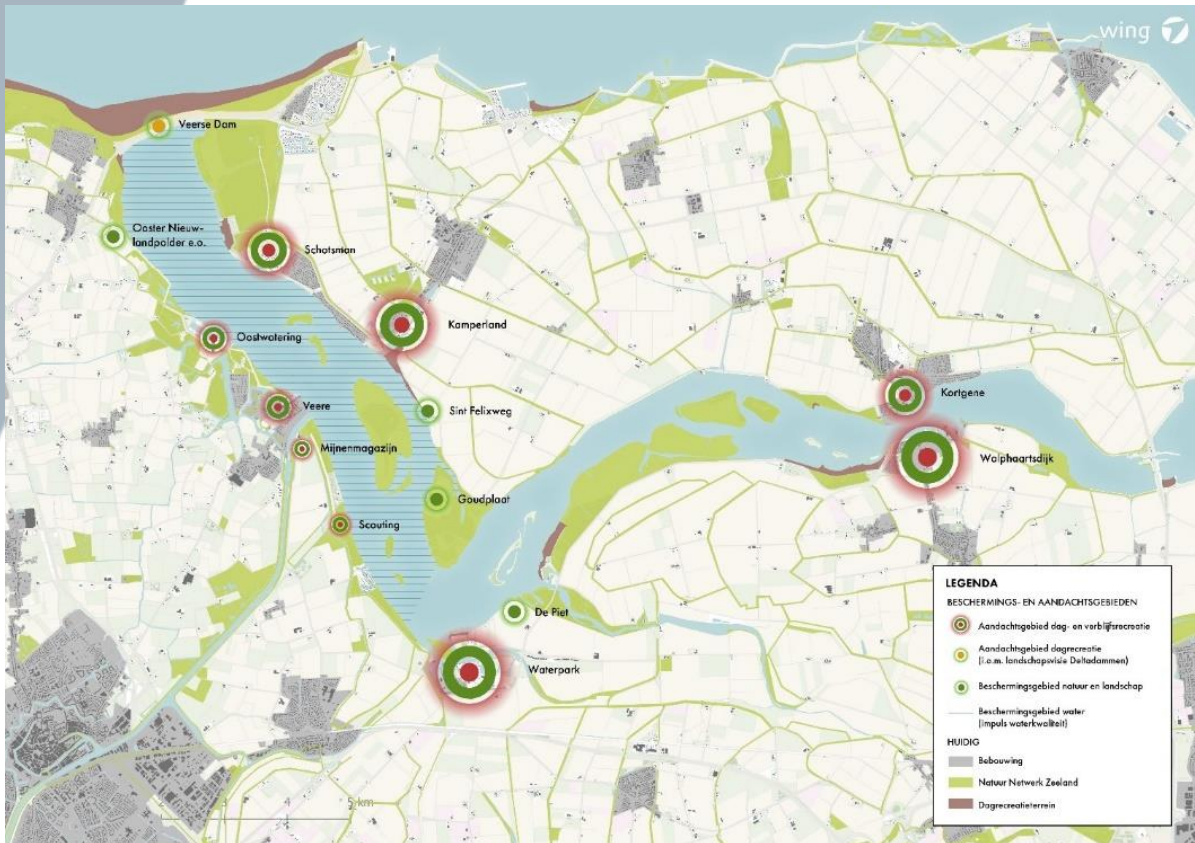 wing
Veerse Dam
Ooster Nieuw-
landpolder e.o.
Schotsman
Kamperland
Oostwatering
Veere
Sint Felixweg
Kortgene
Mijnenmagazijn
Wolphaartsdijk
Goudplaat
Scouting
De Piet
Waterpark
3 4 5 km
LEGENDA
BESCHERMINGS- EN AANDACHTSGEBIEDEN
Aandachtsgebied dag- en verblijfsrecreatie
Aandachtsgebied dagrecreatie
(i.o.m. landschapsvisie Deltadammen)
Beschermingsgebied natuur en landschap
Beschermingsgebied water
(impuls waterkwaliteit)
HUIDIG
Bebouwing
Natuur Netwerk Zeeland
Dagrecreatieterrein